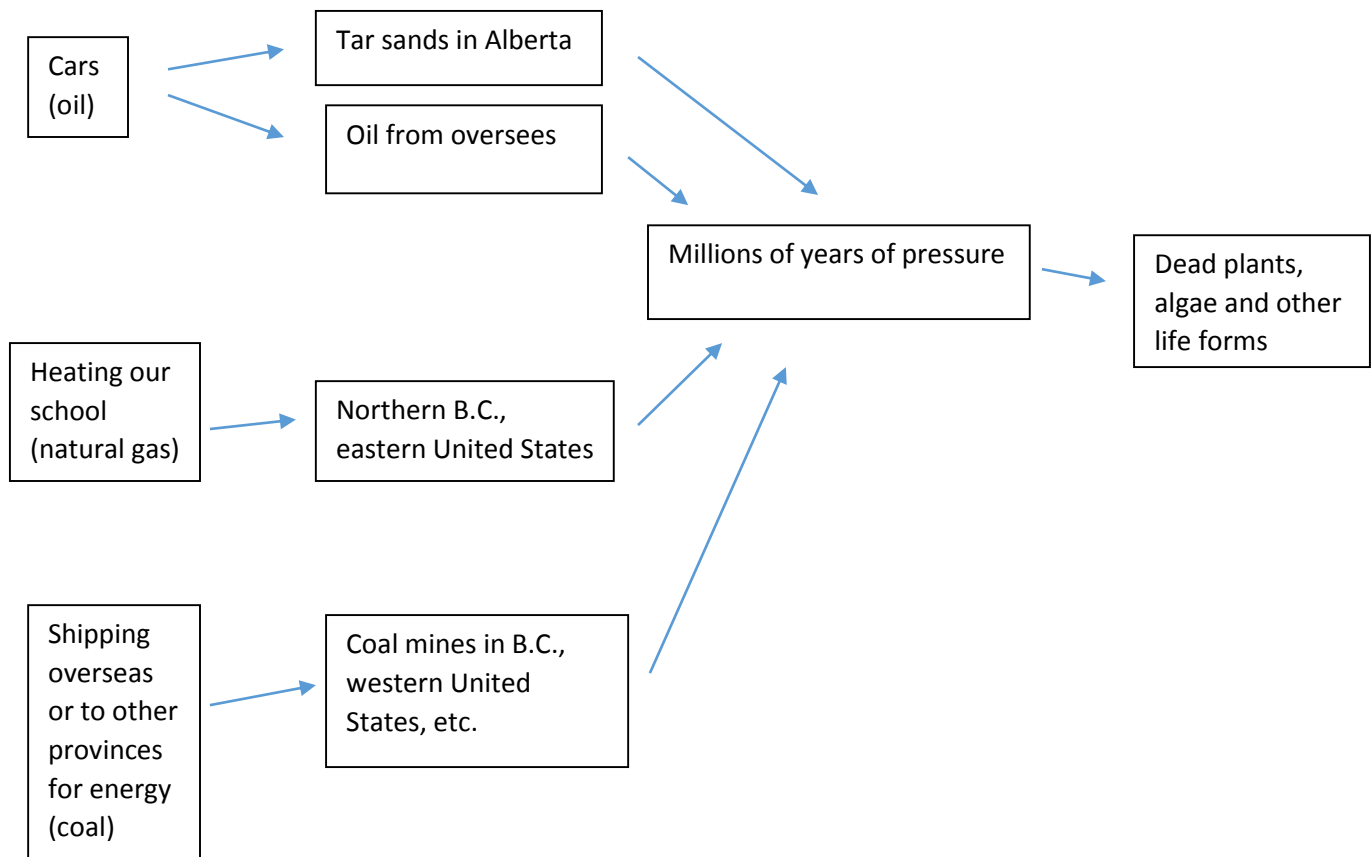 Cars
(oil)
Tar sands in Alberta
Oil from oversees
Millions of years of pressure
Dead plants,
algae and other
life forms
Heating our
school
(natural gas)
Northern B.C.,
eastern United States
Shipping
overseas
or to other
provinces
for energy
(coal)
Coal mines in B.C.,
western United
States, etc.